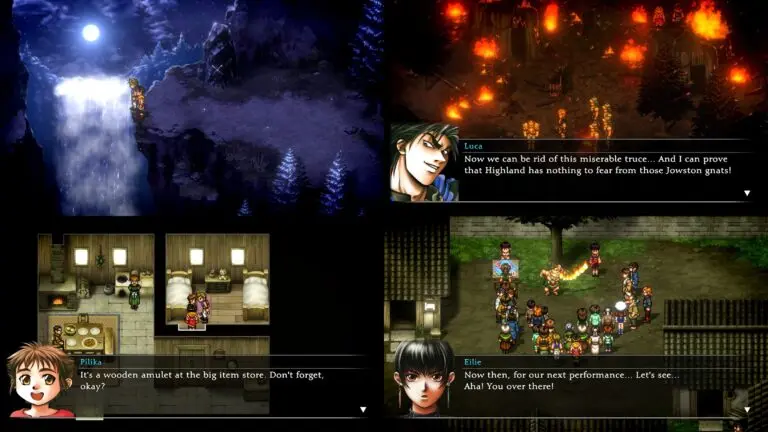 Luca
Now we can be rid of this miserable truce... And I can prove
that Highland has nothing to fear from those Jowston gnats!
Pilika
It's a wooden amulet at the big item store. Don't forget,
okay?
Eilie
Now then, for our next performance... Let's see...
Aha! You over there!